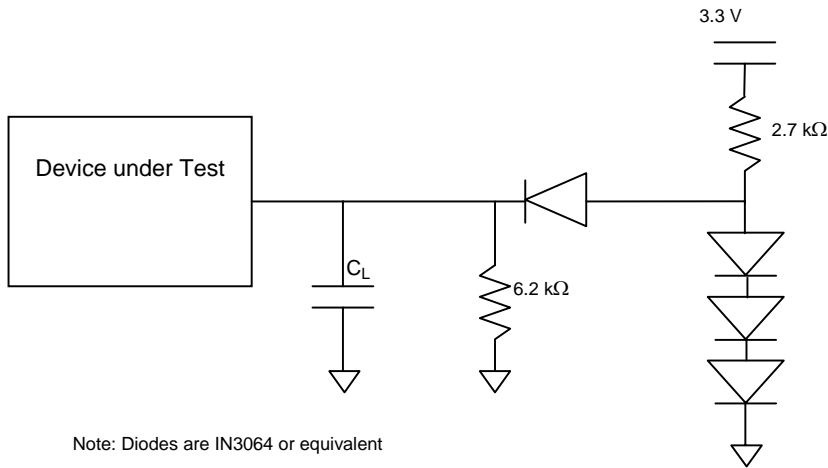 3.3 V
2.7 kΩ
Device under Test
CL
6.2 kΩ
Note: Diodes are IN3064 or equivalent